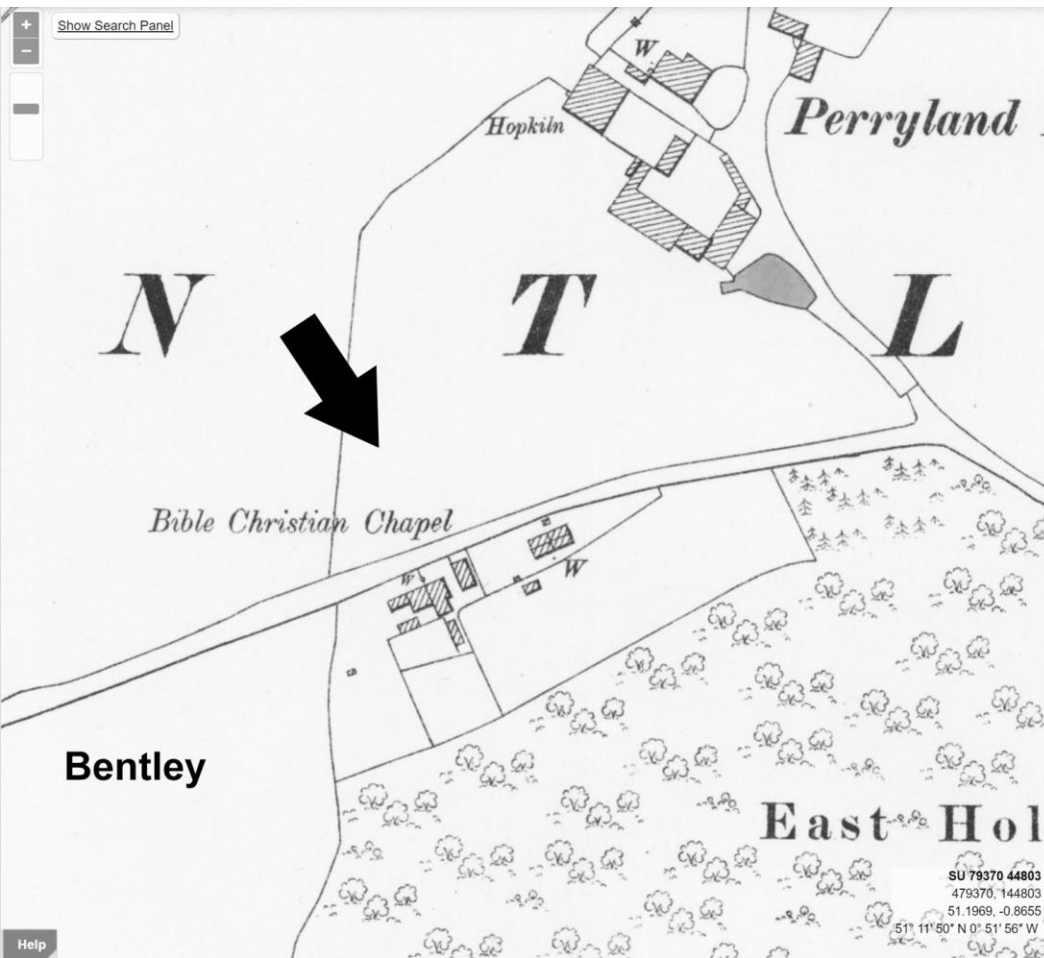 +
Show Search Panel
−
W
Hopkiln
Perryland
N T L
Bible Christian Chapel
W
W
Bentley
East Hol
SU 79370 44803
479370, 144803
51.1969, -0.8655
51° 11' 50" N 0° 51' 56" W
Help